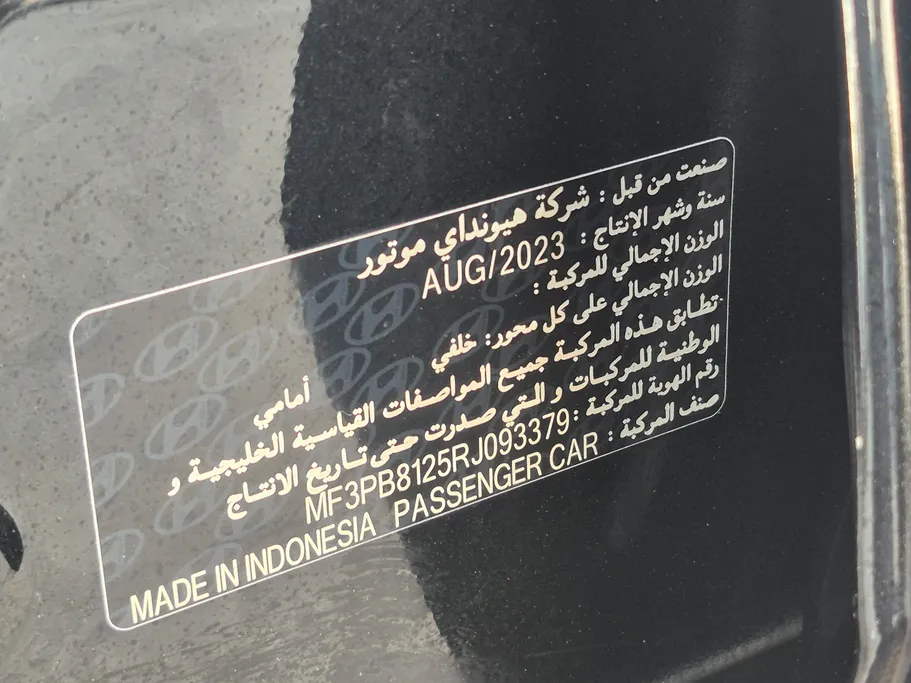 صنعت من قبل : شركة هيونداي موتور
سنة وشهر الإنتاج : AUG/2023
الوزن الإجمالي للمركبة :
الوزن الإجمالي على كل محور: خلفي أمامي
تطابق هذه المركبة جميع المواصفات القياسية الخليجية و
الوطنية للمركبات و التي صدرت حتى تاريخ الانتاج
رقم الهوية للمركبة :MF3PB8125RJ093379
صنف المركبة : PASSENGER CAR MADE IN INDONESIA